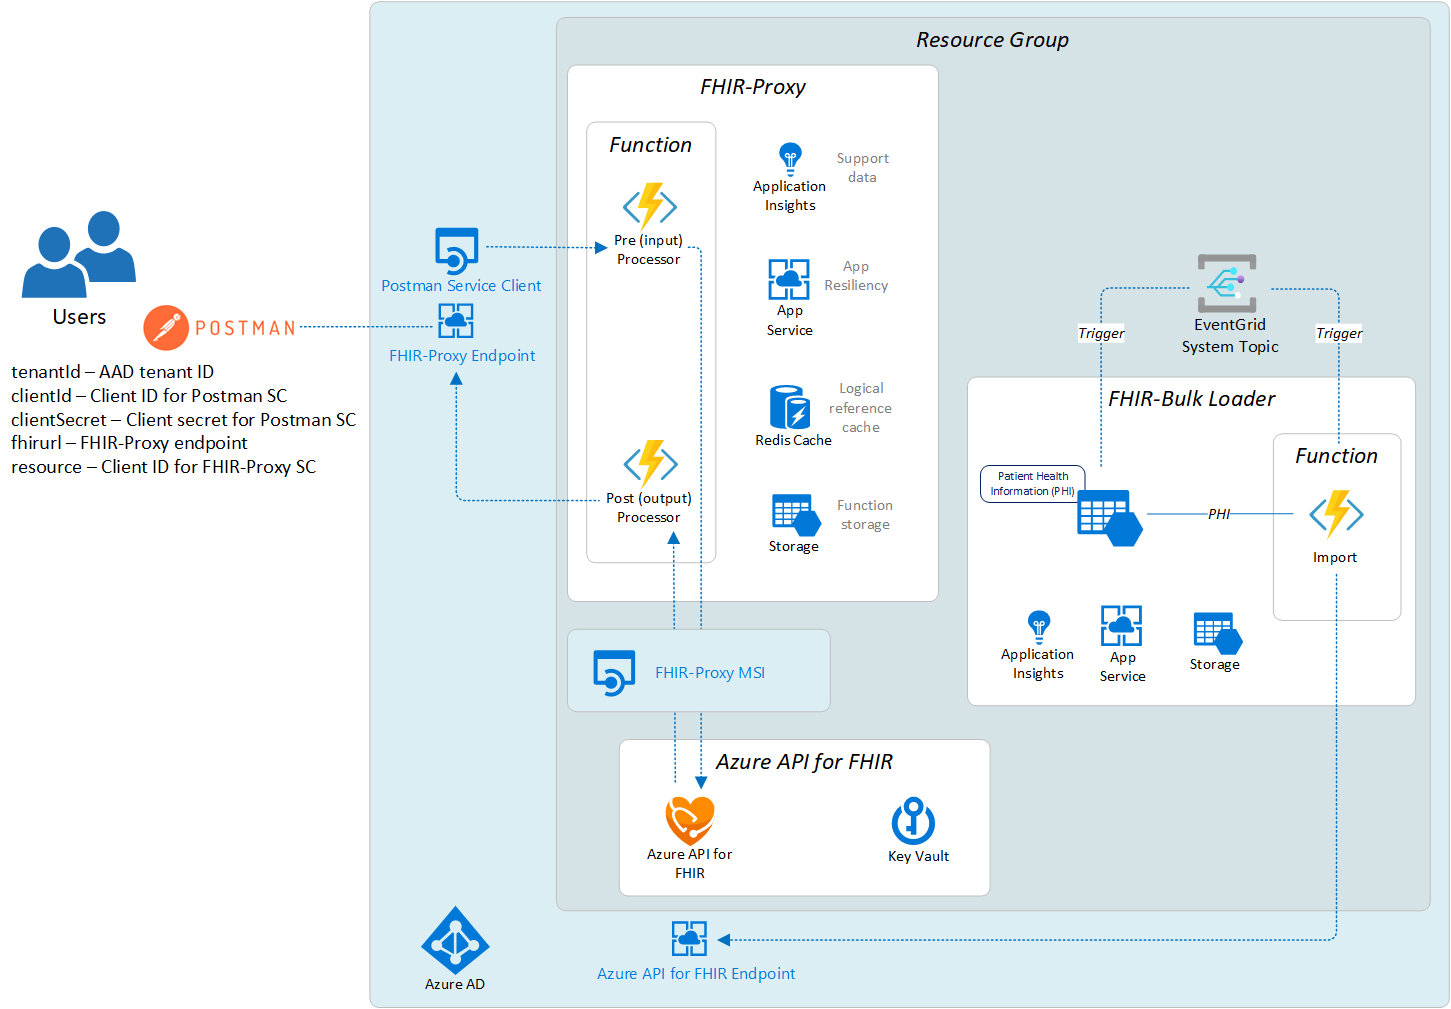 Resource Group
FHIR-Proxy
Function
Pre (input)
Processor
Application
Insights
Support
data
App
Service
App
Resiliency
Redis Cache
Logical
reference
cache
Post (output)
Processor
Storage
Function
storage
Users
POSTMAN
tenantId – AAD tenant ID
clientId – Client ID for Postman SC
clientSecret – Client secret for Postman SC
fhirurl – FHIR-Proxy endpoint
resource – Client ID for FHIR-Proxy SC
Postman Service Client
FHIR-Proxy Endpoint
EventGrid
System Topic
Trigger
Trigger
FHIR-Bulk Loader
Function
Patient Health
Information (PHI)
PHI
Import
Application
Insights
App
Service
Storage
FHIR-Proxy MSI
Azure API for FHIR
Azure API for
FHIR
Key Vault
Azure AD
Azure API for FHIR Endpoint